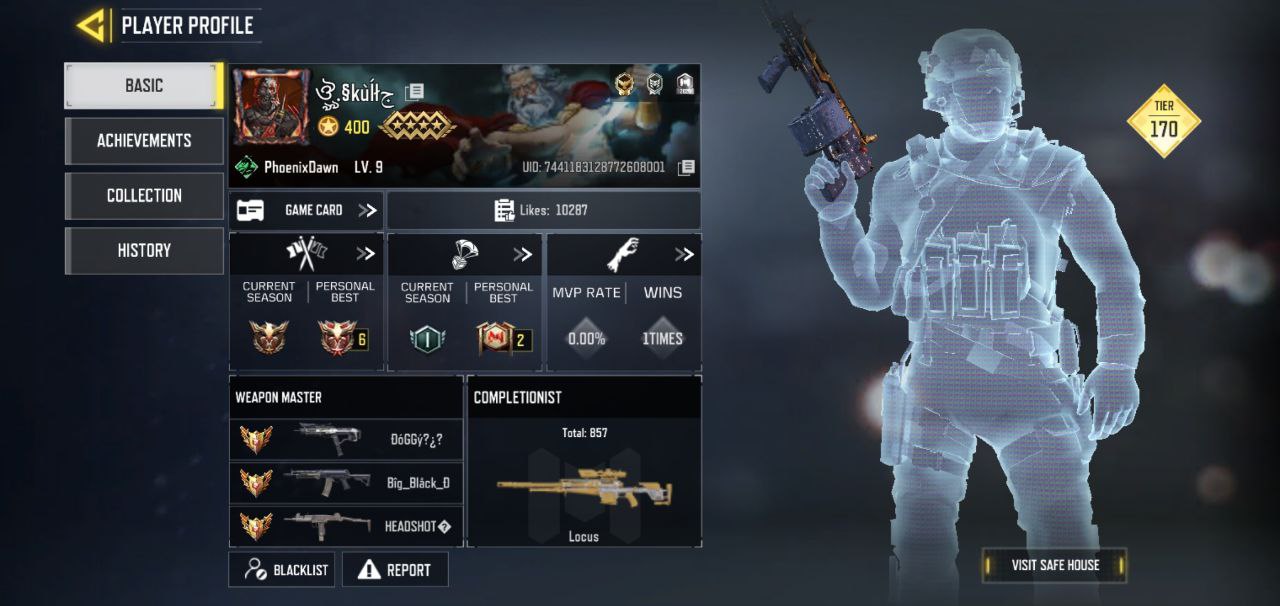 PLAYER PROFILE
BASIC
ACHIEVEMENTS
COLLECTION
HISTORY
400
PhoenixDawn LV. 9
UID: 7441183128772608001
GAME CARD
Likes: 10287
CURRENT SEASON
PERSONAL BEST
6
CURRENT SEASON
PERSONAL BEST
I
2
MVP RATE
WINS
0.00%
1TIMES
WEAPON MASTER
ĐóGGý?¿?
Bîg_Blåck_Đ
HEADSHOT
COMPLETIONIST
Total: 857
Locus
BLACKLIST
REPORT
TIER
170
VISIT SAFE HOUSE